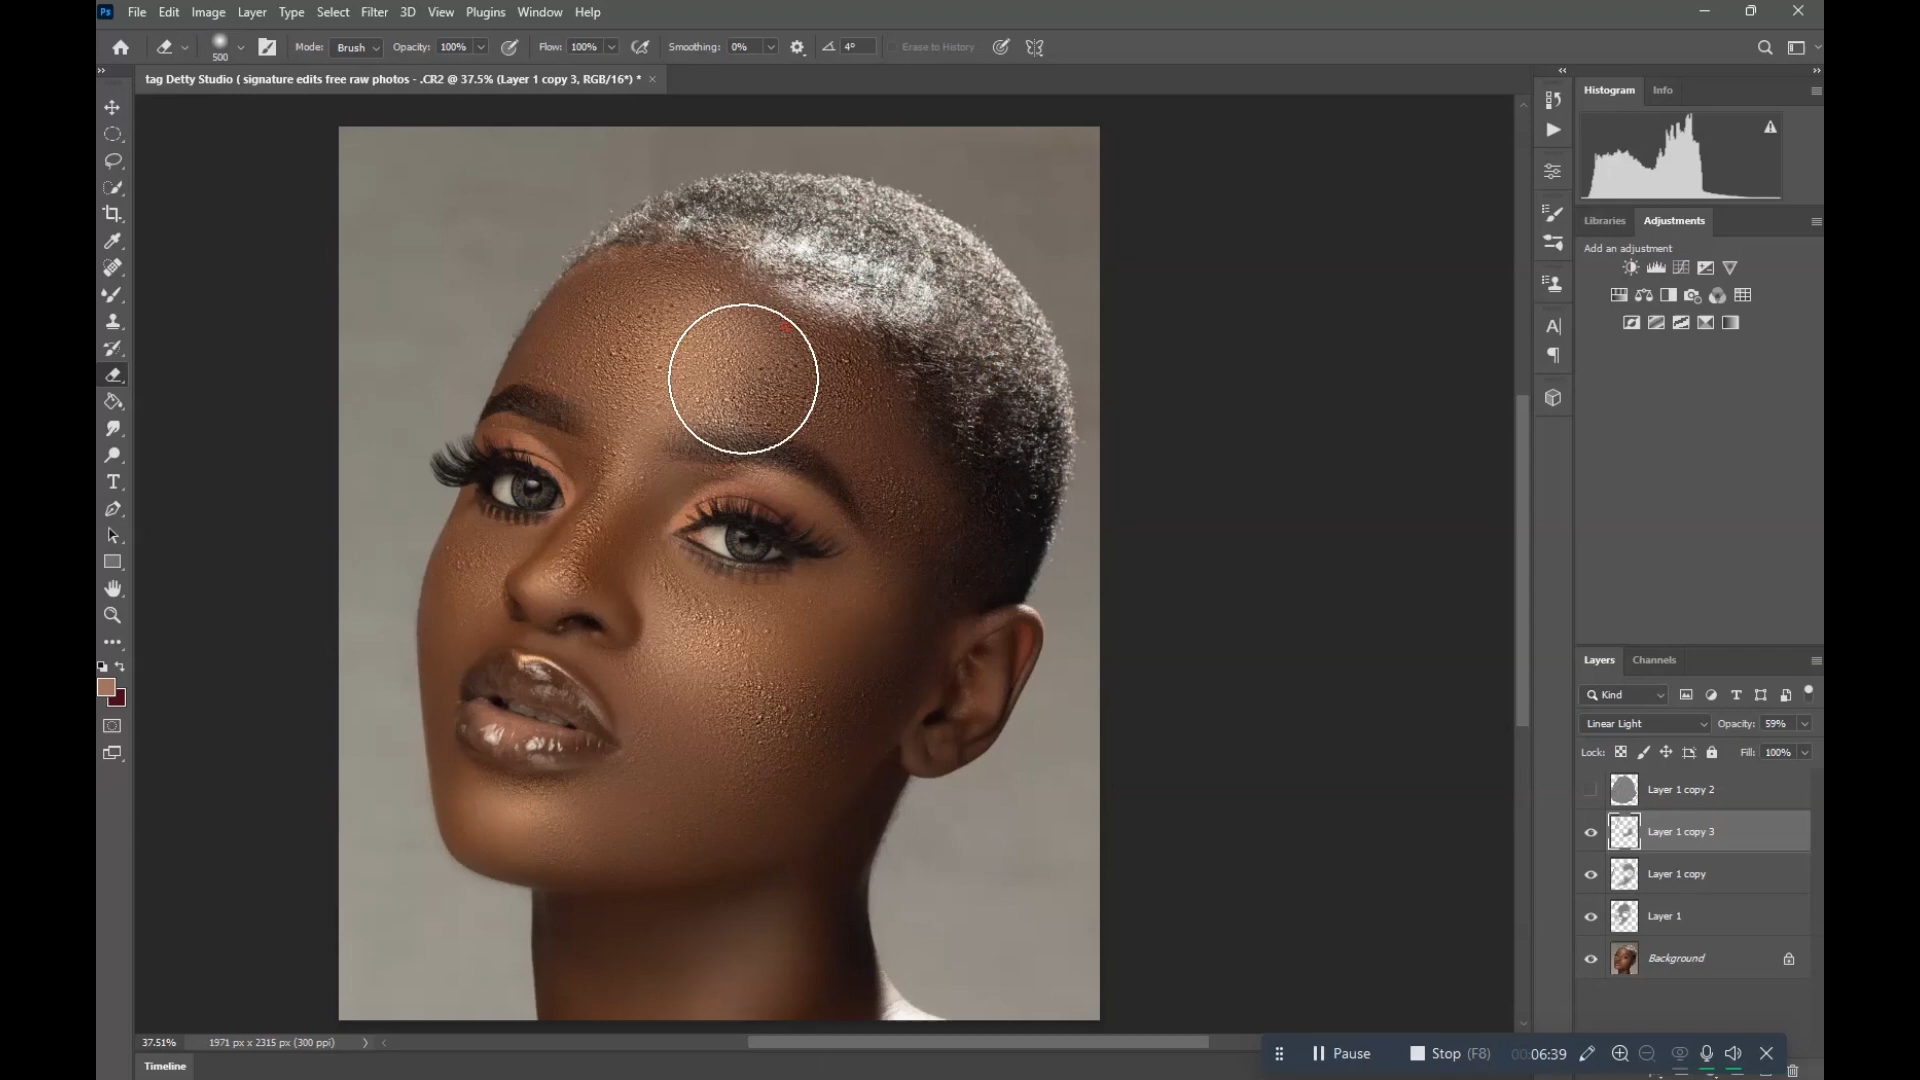 Ps File Edit Image Layer Type Select Filter 3D View Plugins Window Help
500 Mode: Brush Opacity: 100% Flow: 100% Smoothing: 0% 4° Erase to History
tag Detty Studio ( signature edits free raw photos - .CR2 @ 37.5% (Layer 1 copy 3, RGB/16*) *
Histogram Info
Libraries Adjustments
Add an adjustment
Layers Channels
Kind
Linear Light Opacity: 59%
Lock: Fill: 100%
Layer 1 copy 2
Layer 1 copy 3
Layer 1 copy
Layer 1
Background
37.51% 1971 px x 2315 px (300 ppi)
Pause Stop (F8) 00:06:39
Timeline